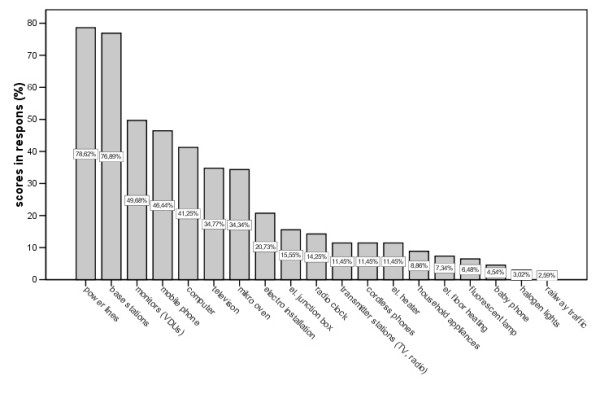 scores in respons (%)
80
70
60
50
40
30
20
10
0
78,62%
76,89%
49,68%
46,44%
41,25%
34,77%
34,34%
20,73%
15,55%
14,25%
11,45%
11,45%
11,45%
8,86%
7,34%
6,48%
4,54%
3,02%
2,59%
power lines
base stations
monitors (VDUs)
mobile phone
computer
televison
mikro oven
electro installation
el. junction box
radio clock
transmitter stations (TV, radio)
cordless phones
el. heater
household appliances
el. floor heating
fluorescent lamp
baby phone
halogen lights
railway traffic